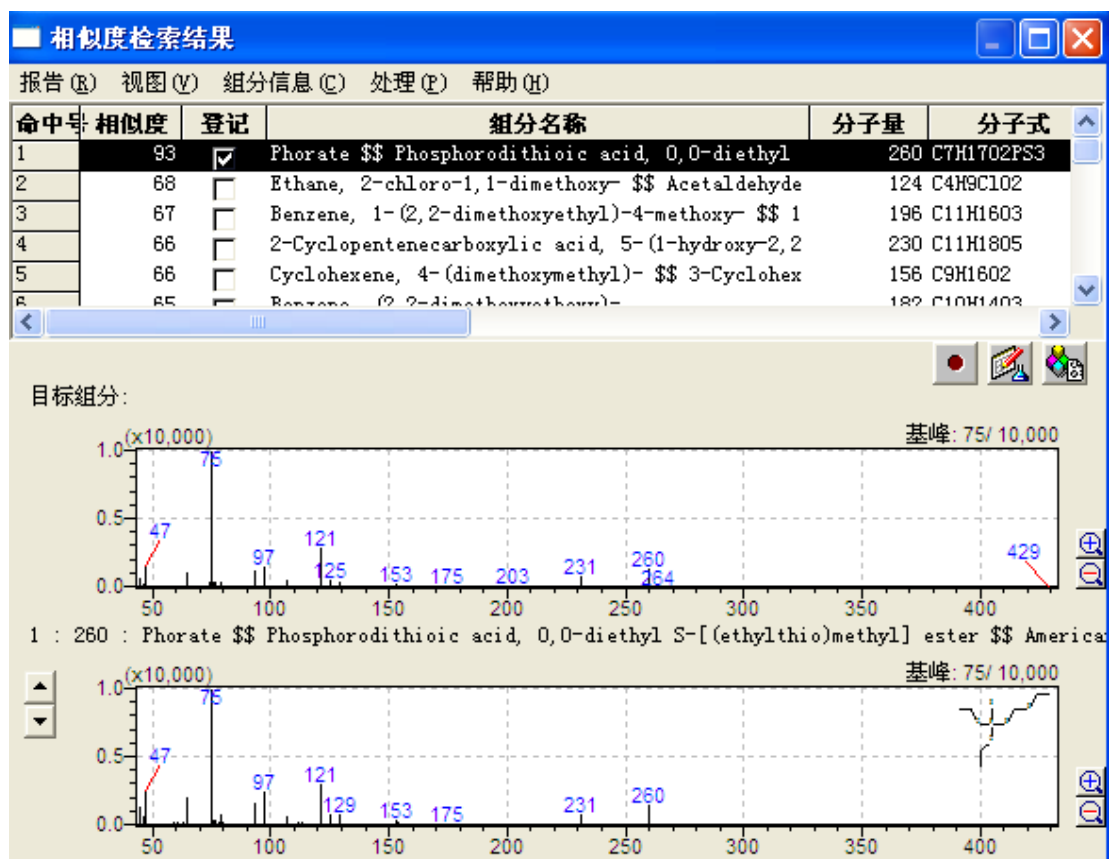 相似度检索结果
报告(R) 视图(V) 组分信息(C) 处理(P) 帮助(H)
命中号 相似度 登记 组分名称 分子量 分子式
1 93 Phorate $$ Phosphorodithioic acid, O,O-diethyl 260 C7H17O2PS3
2 68 Ethane, 2-chloro-1,1-dimethoxy- $$ Acetaldehyde 124 C4H9ClO2
3 67 Benzene, 1-(2,2-dimethoxyethyl)-4-methoxy- $$ 1 196 C11H16O3
4 66 2-Cyclopentenecarboxylic acid, 5-(1-hydroxy-2,2 230 C11H18O5
5 66 Cyclohexene, 4-(dimethoxymethyl)- $$ 3-Cyclohex 156 C9H16O2
6 65 Benzene, (2,2-dimethoxyethoxy)- 182 C10H14O3
目标组分:
(x10,000) 基峰: 75/ 10,000
1.0
75
0.5
47 97 121 125 153 175 203 231 260 264 429
0.0
50 100 150 200 250 300 350 400
1 : 260 : Phorate $$ Phosphorodithioic acid, O,O-diethyl S-[(ethylthio)methyl] ester $$ America
(x10,000) 基峰: 75/ 10,000
1.0
75
0.5
47 97 121 129 153 175 231 260
0.0
50 100 150 200 250 300 350 400